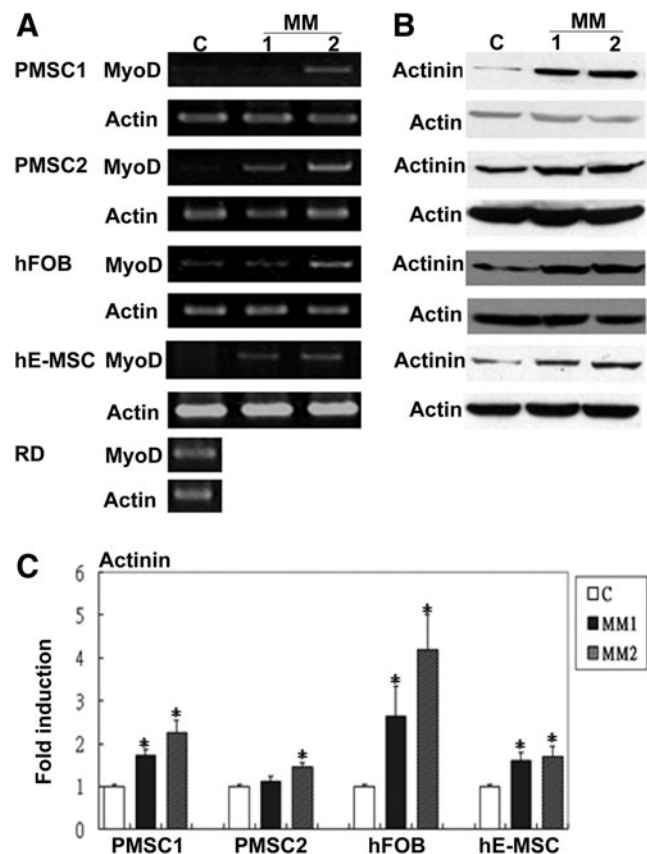 A
MM
C 1 2
PMSC1 MyoD
Actin
PMSC2 MyoD
Actin
hFOB MyoD
Actin
hE-MSC MyoD
Actin
RD MyoD
Actin
B
MM
C 1 2
Actinin
Actin
Actinin
Actin
Actinin
Actin
Actinin
Actin
C
Actinin
Fold induction
6
5
4
3
2
1
0
* * * * * * *
PMSC1 PMSC2 hFOB hE-MSC
C
MM1
MM2